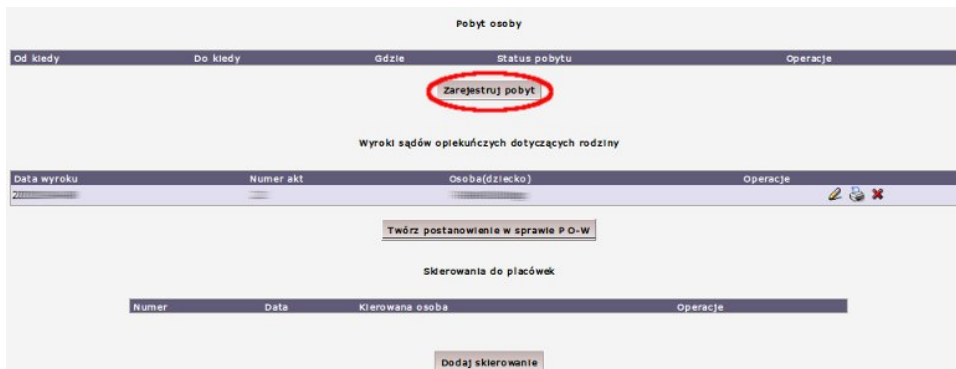 Pobyt osoby
Od kiedy Do kiedy Gdzie Status pobytu Operacje
Zarejestruj pobyt
Wyroki sądów opiekuńczych dotyczących rodziny
Data wyroku Numer akt Osoba(dziecko) Operacje
Twórz postanowienie w sprawie P O-W
Skierowania do placówek
Numer Data Kierowana osoba Operacje
Dodaj skierowanie